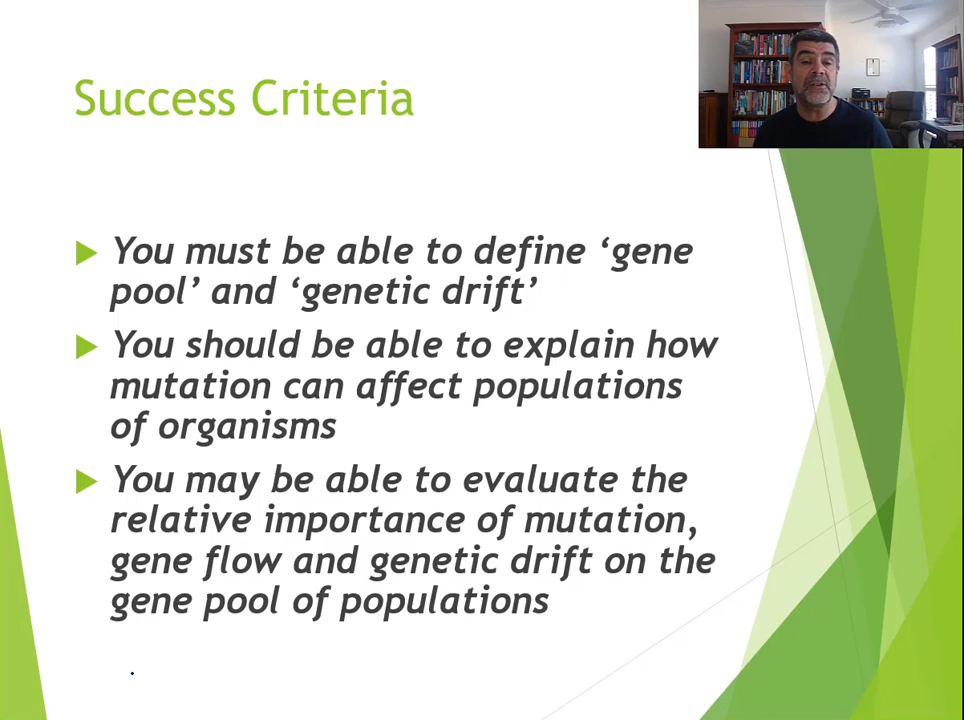 Success Criteria
You must be able to define ‘gene
pool’ and ‘genetic drift’
You should be able to explain how
mutation can affect populations
of organisms
You may be able to evaluate the
relative importance of mutation,
gene flow and genetic drift on the
gene pool of populations